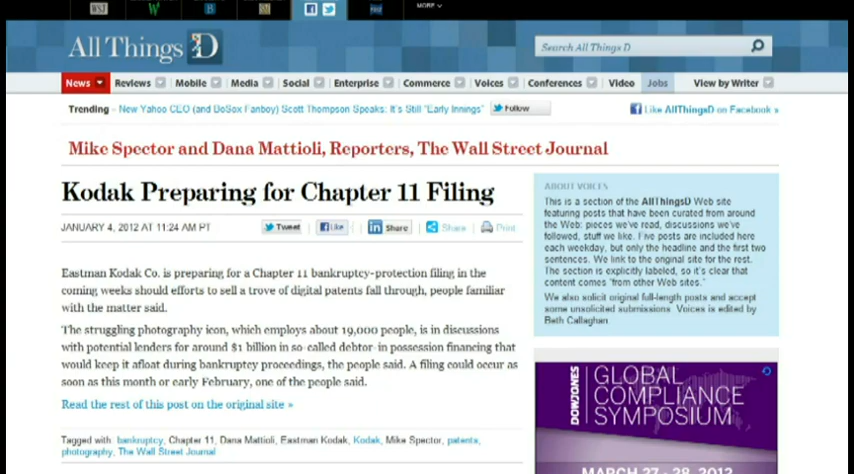 WSJ W B
MORE
All Things D
Search All Things D
News Reviews Mobile Media Social Enterprise Commerce Voices Conferences Video Jobs View by Writer
Trending – New Yahoo CEO (and BoSox Fanboy) Scott Thompson Speaks: It's Still "Early Innings" Follow Like AllThingsD on Facebook »
Mike Spector and Dana Mattioli, Reporters, The Wall Street Journal
Kodak Preparing for Chapter 11 Filing
JANUARY 4, 2012 AT 11:24 AM PT
Tweet Like Share Share Print
Eastman Kodak Co. is preparing for a Chapter 11 bankruptcy-protection filing in the
coming weeks should efforts to sell a trove of digital patents fall through, people familiar
with the matter said.
The struggling photography icon, which employs about 19,000 people, is in discussions
with potential lenders for around $1 billion in so-called debtor-in possession financing that
would keep it afloat during bankruptcy proceedings, the people said. A filing could occur as
soon as this month or early February, one of the people said.
Read the rest of this post on the original site »
Tagged with: bankruptcy, Chapter 11, Dana Mattioli, Eastman Kodak, Kodak, Mike Spector, patents,
photography, The Wall Street Journal
ABOUT VOICES
This is a section of the AllThingsD Web site
featuring posts that have been curated from around
the Web: pieces we've read, discussions we've
followed, stuff we like. Five posts are included here
each weekday, but only the headline and the first two
sentences. We link to the original site for the rest.
The section is explicitly labeled, so it's clear that
content comes "from other Web sites."
We also solicit original full-length posts and accept
some unsolicited submissions. Voices is edited by
Beth Callaghan.
DOWJONES
GLOBAL
COMPLIANCE
SYMPOSIUM
MARCH 27 - 28, 2012